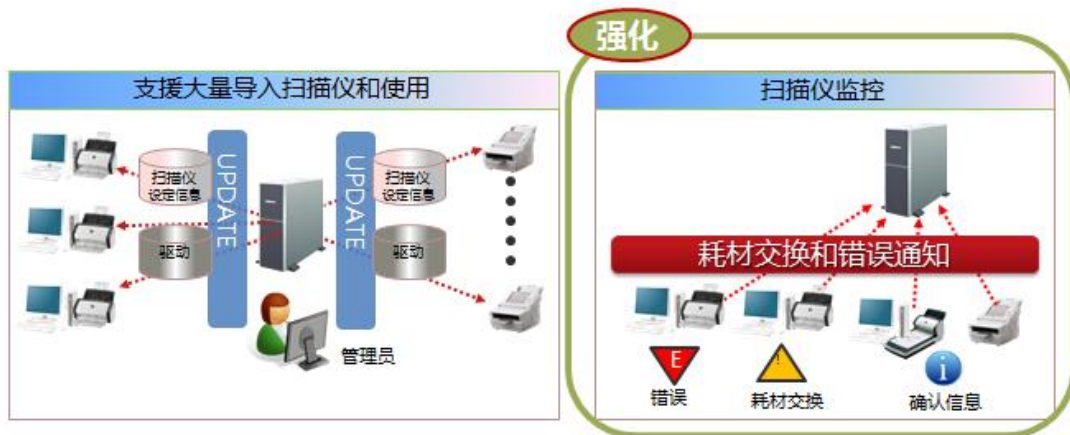 强化
支援大量导入扫描仪和使用
UPDATE
UPDATE
扫描仪
设定信息
扫描仪
设定信息
驱动
驱动
管理员
扫描仪监控
耗材交换和错误通知
E
!
i
错误
耗材交换
确认信息